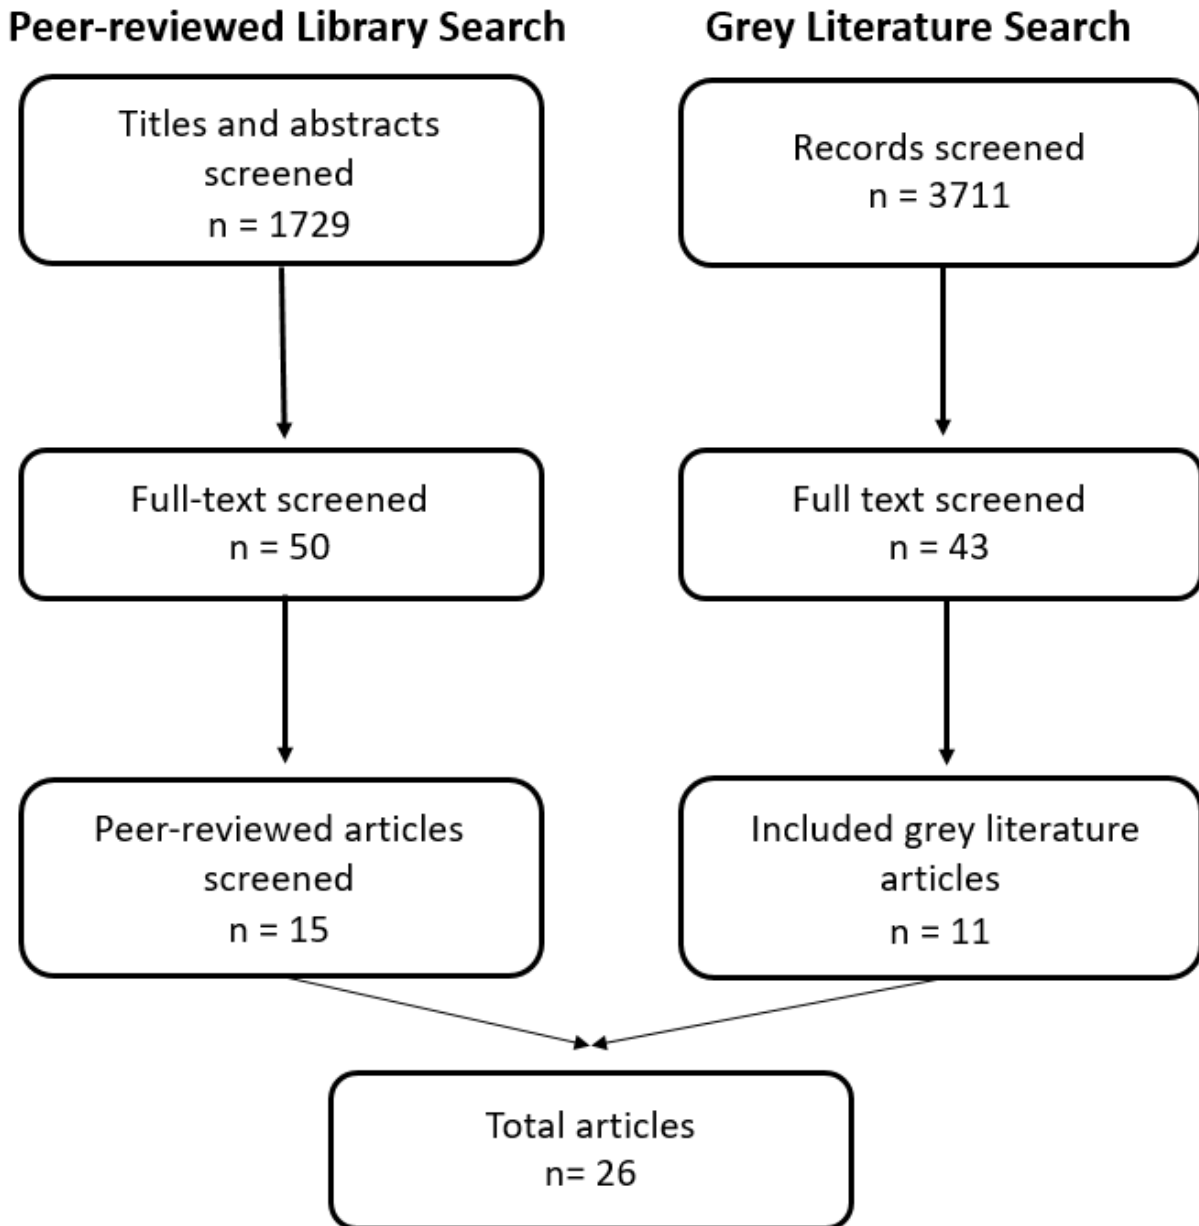 Peer-reviewed Library Search
Titles and abstracts
screened
n = 1729
Full-text screened
n = 50
Peer-reviewed articles
screened
n = 15
Grey Literature Search
Records screened
n = 3711
Full text screened
n = 43
Included grey literature
articles
n = 11
Total articles
n= 26